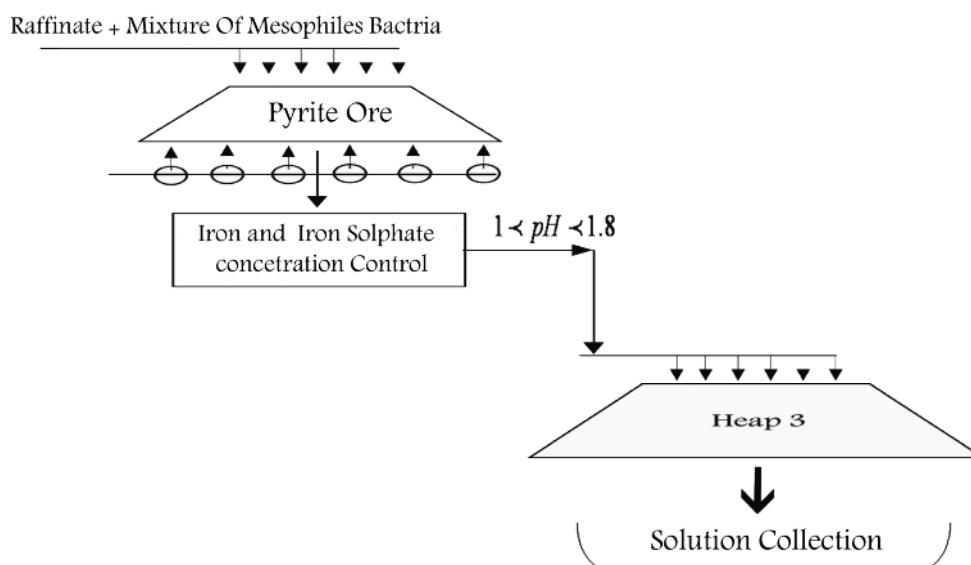 Raffinate + Mixture Of Mesophiles Bactria
Pyrite Ore
Iron and Iron Solphate
concetration Control
1 ≺ pH ≺1.8
Heap 3
Solution Collection